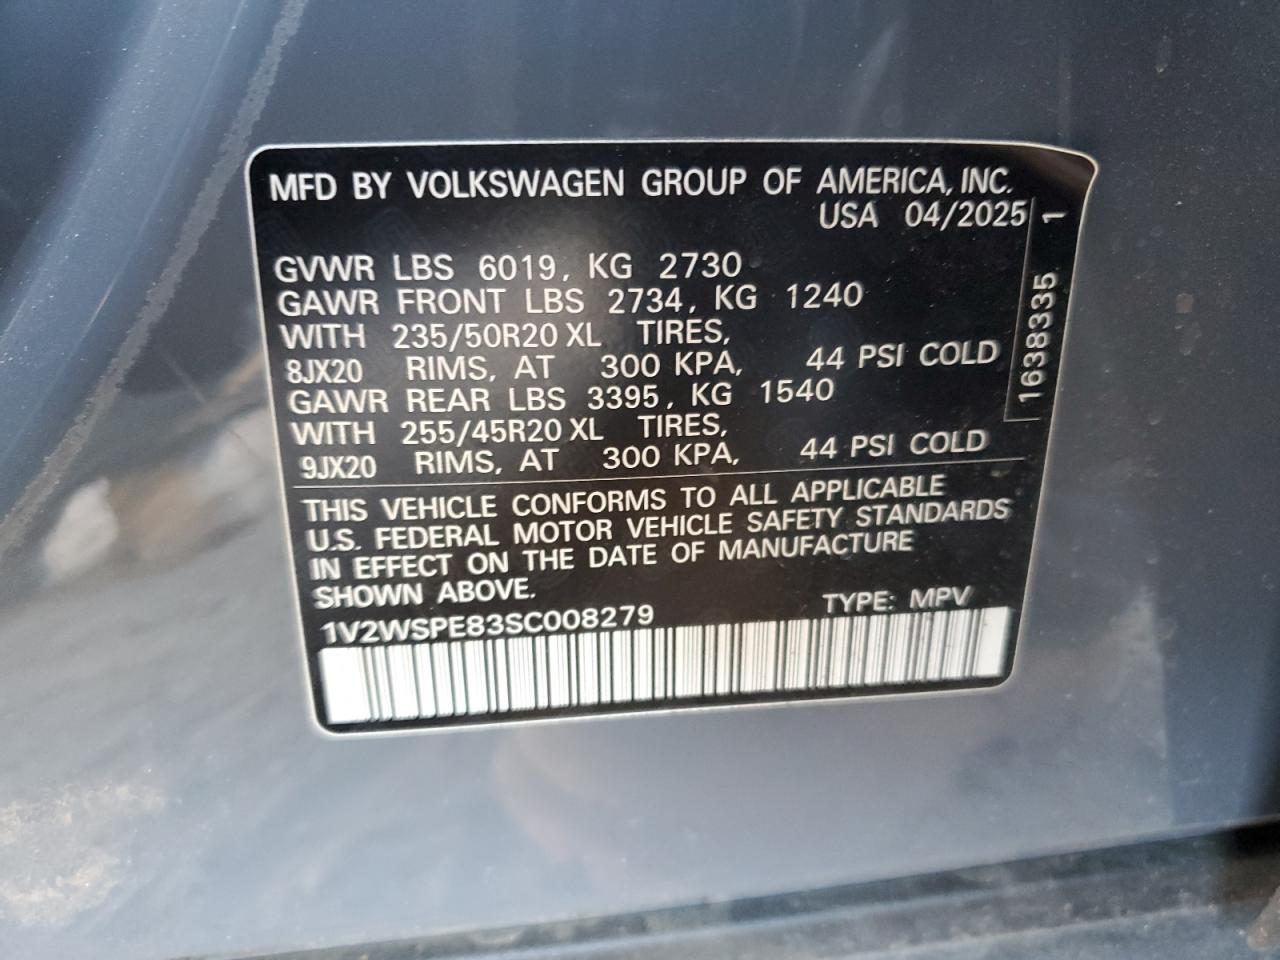 MFD BY VOLKSWAGEN GROUP OF AMERICA, INC.
USA 04/2025
GVWR LBS 6019, KG 2730
GAWR FRONT LBS 2734, KG 1240
WITH 235/50R20 XL TIRES,
8JX20 RIMS, AT 300 KPA, 44 PSI COLD
GAWR REAR LBS 3395, KG 1540
WITH 255/45R20 XL TIRES,
9JX20 RIMS, AT 300 KPA, 44 PSI COLD
1638335 1
THIS VEHICLE CONFORMS TO ALL APPLICABLE
U.S. FEDERAL MOTOR VEHICLE SAFETY STANDARDS
IN EFFECT ON THE DATE OF MANUFACTURE
SHOWN ABOVE.
1V2WSPE83SC008279 TYPE: MPV